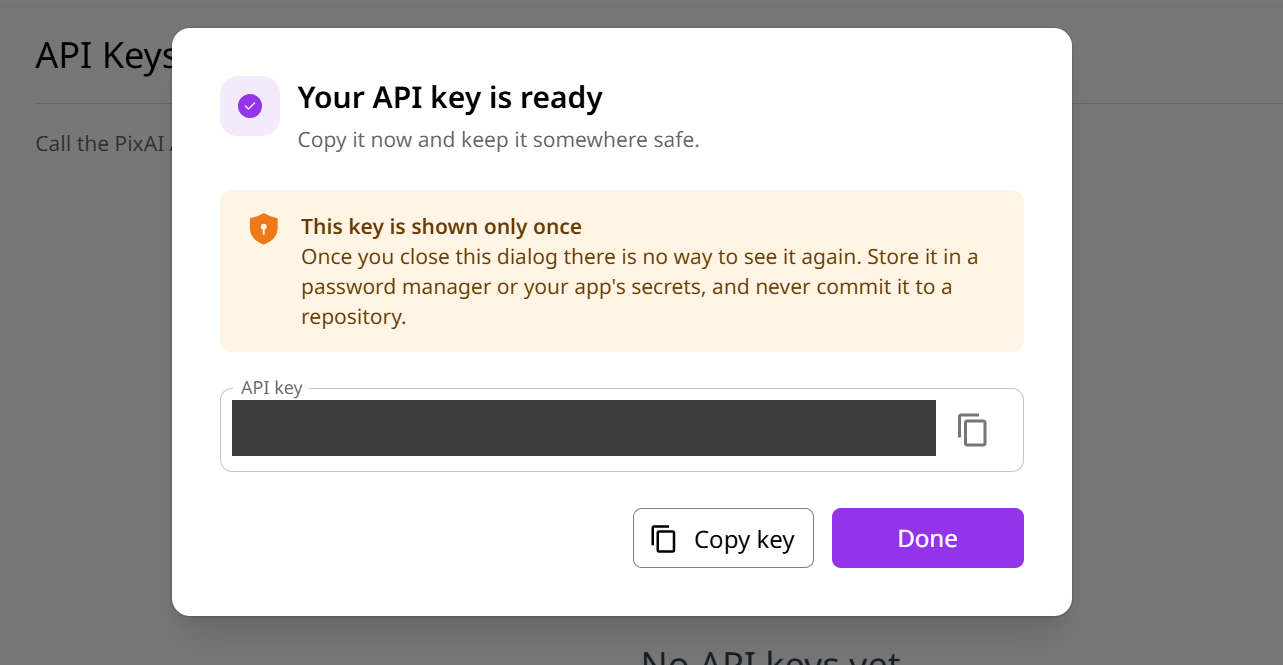 API Keys
Your API key is ready
Copy it now and keep it somewhere safe.
Call the PixAI
This key is shown only once
Once you close this dialog there is no way to see it again. Store it in a
password manager or your app's secrets, and never commit it to a
repository.
API key
Copy key
Done
No API keys yet